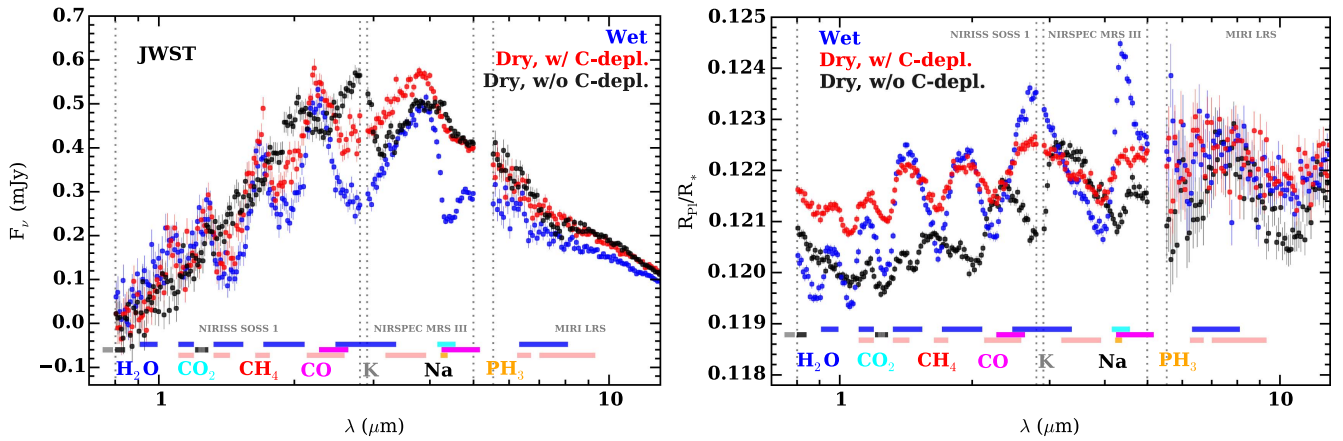 JWST
Wet
Dry, w/ C-depl.
Dry, w/o C-depl.
0.7
0.6
0.5
0.4
0.3
0.2
0.1
0.0
−0.1
F_ν (mJy)
NIRISS SOSS 1
NIRSPEC MRS III
MIRI LRS
H₂O CO₂ CH₄ CO K Na PH₃
1 10
λ (μm)
NIRISS SOSS 1
NIRSPEC MRS III
MIRI LRS
Wet
Dry, w/ C-depl.
Dry, w/o C-depl.
0.125
0.124
0.123
0.122
0.121
0.120
0.119
0.118
R_Pl/R_*
H₂O CO₂ CH₄ CO K Na PH₃
1 10
λ (μm)